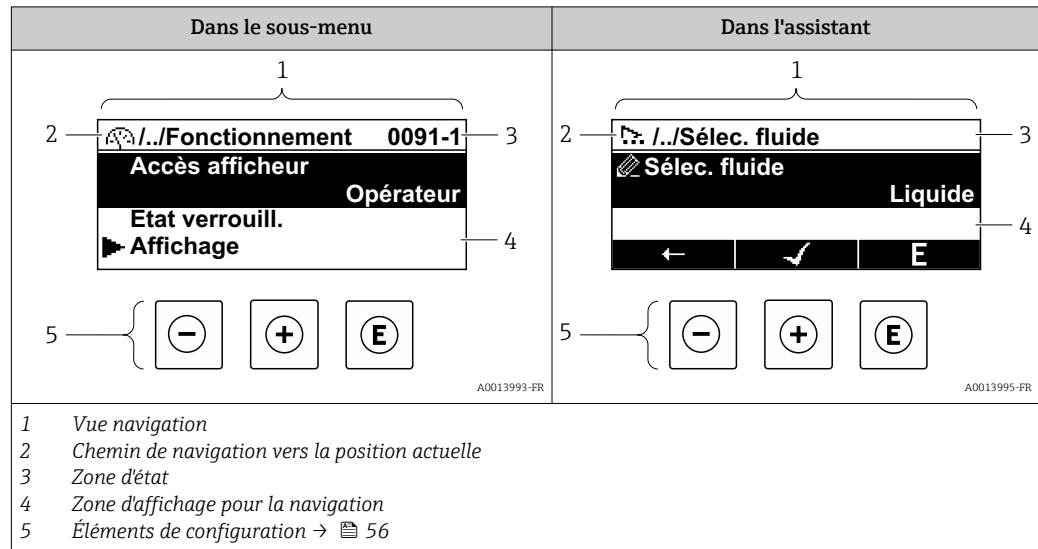 Dans le sous-menu
Dans l'assistant
1
2
/../Fonctionnement 0091-1
3
Accès afficheur
Opérateur
Etat verrouill.
Affichage
4
5
- + E
A0013993-FR
1
2
/../Sélec. fluide
3
Sélec. fluide
Liquide
4
← ✓ E
5
- + E
A0013995-FR
1 Vue navigation
2 Chemin de navigation vers la position actuelle
3 Zone d'état
4 Zone d'affichage pour la navigation
5 Éléments de configuration → 56